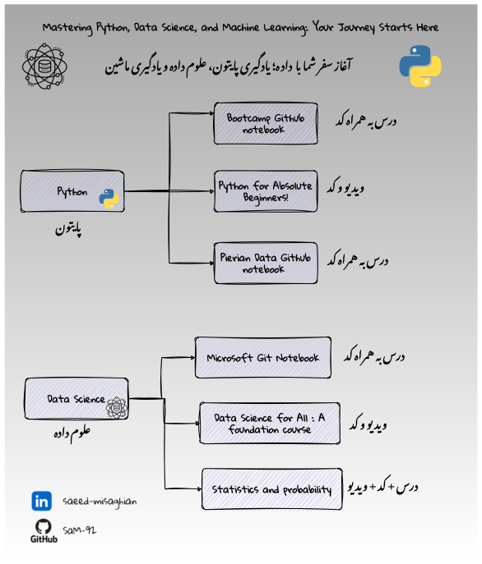 Mastering Python, Data Science, and Machine Learning: Your Journey Starts Here
آغاز سفر شما با داده؛ یادگیری پایتون، علوم داده و یادگیری ماشین
Bootcamp Github
notebook
درس به همراه کد
Python
پایتون
Python for Absolute
Beginners!
ویدیو و کد
Pierian Data Github
notebook
درس به همراه کد
Microsoft Git Notebook
درس به همراه کد
Data Science
علوم داده
Data Science for All : A
foundation course
ویدیو و کد
Statistics and probability
درس + کد + ویدیو
in
saeed-misaghian
GitHub
SaM-92